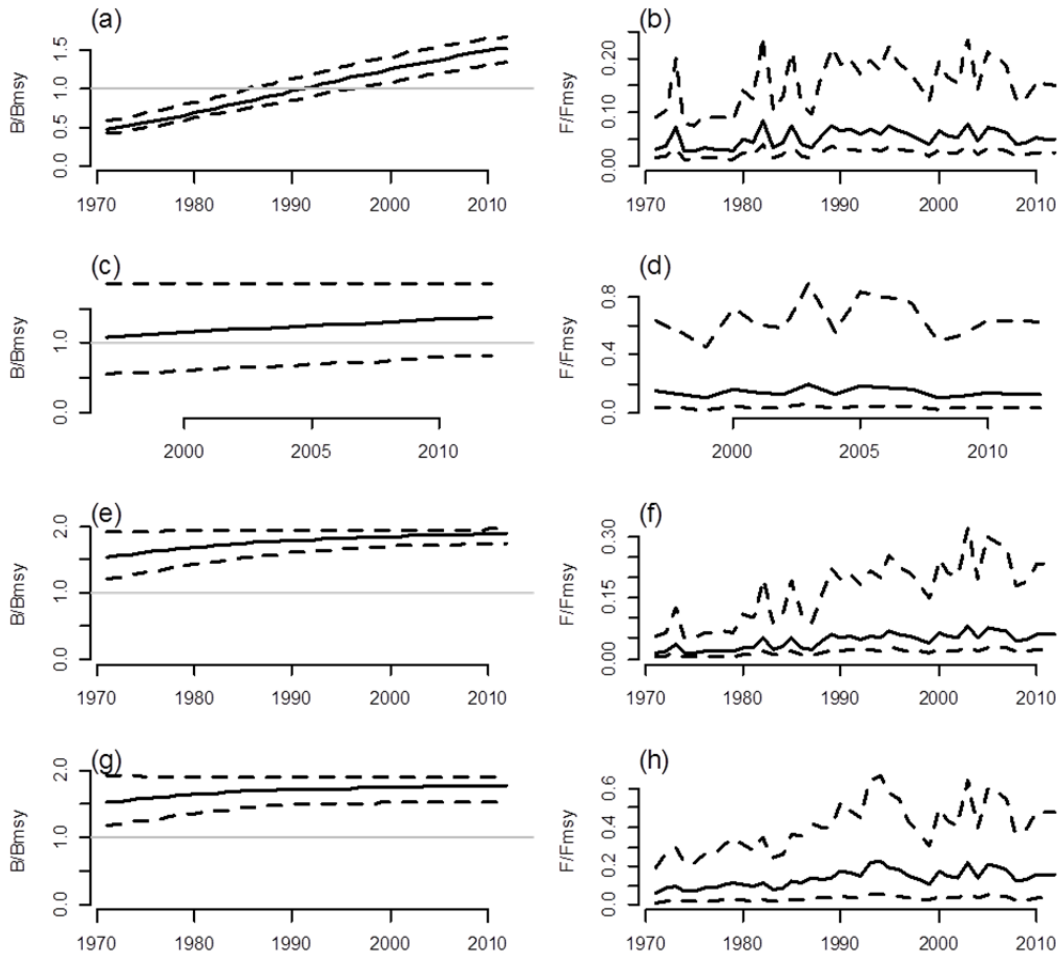 (a)
B/Bmsy
0.0 0.5 1.0 1.5
1970 1980 1990 2000 2010
(b)
F/Fmsy
0.00 0.10 0.20
1970 1980 1990 2000 2010
(c)
B/Bmsy
0.0 1.0
2000 2005 2010
(d)
F/Fmsy
0.0 0.4 0.8
2000 2005 2010
(e)
B/Bmsy
0.0 1.0 2.0
1970 1980 1990 2000 2010
(f)
F/Fmsy
0.00 0.15 0.30
1970 1980 1990 2000 2010
(g)
B/Bmsy
0.0 1.0 2.0
1970 1980 1990 2000 2010
(h)
F/Fmsy
0.0 0.2 0.4 0.6
1970 1980 1990 2000 2010